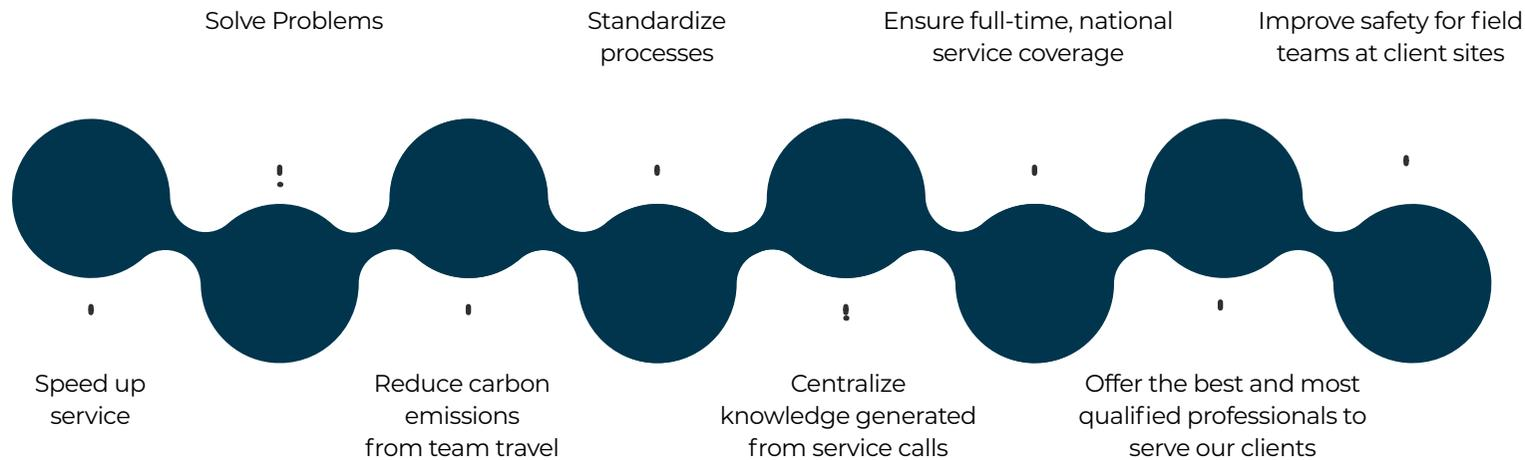 Solve Problems
Standardize
processes
Ensure full-time, national
service coverage
Improve safety for field
teams at client sites
Speed up
service
Reduce carbon
emissions
from team travel
Centralize
knowledge generated
from service calls
Offer the best and most
qualified professionals to
serve our clients